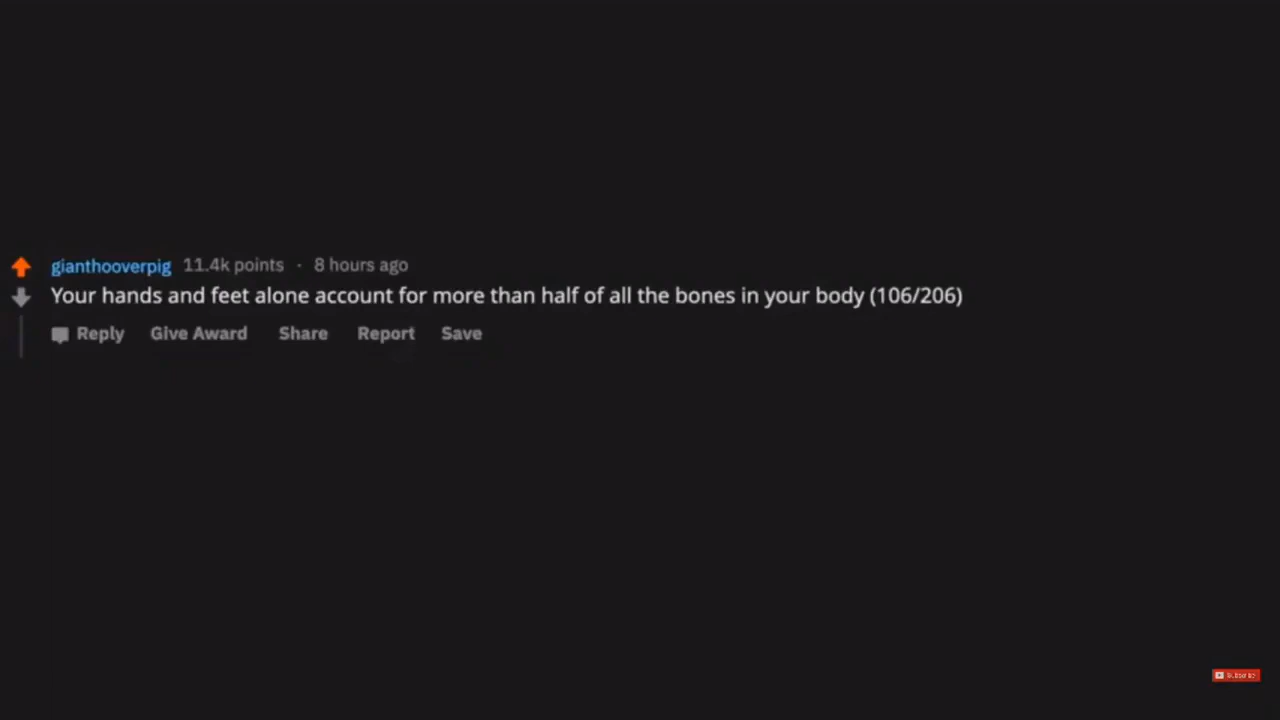 gianthooverpig 11.4k points · 8 hours ago
Your hands and feet alone account for more than half of all the bones in your body (106/206)
Reply Give Award Share Report Save